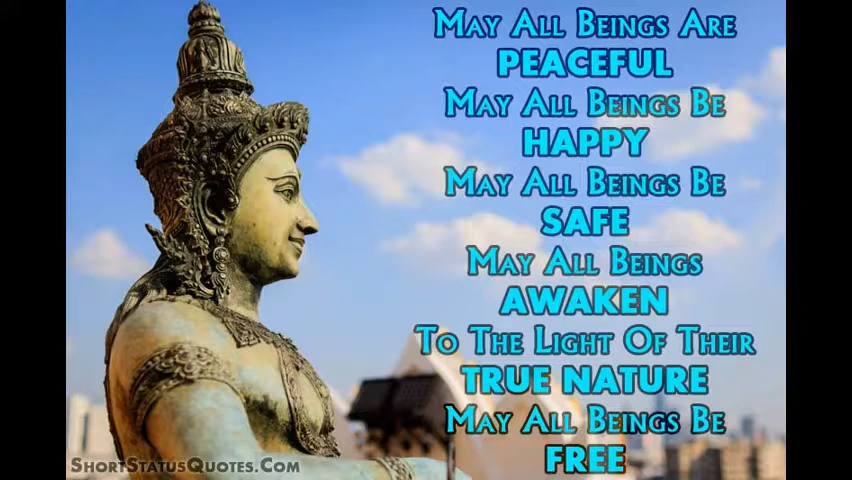 May All Beings Are
PEACEFUL
May All Beings Be
HAPPY
May All Beings Be
SAFE
May All Beings
AWAKEN
To The Light Of Their
TRUE NATURE
May All Beings Be
FREE
ShortStatusQuotes.Com